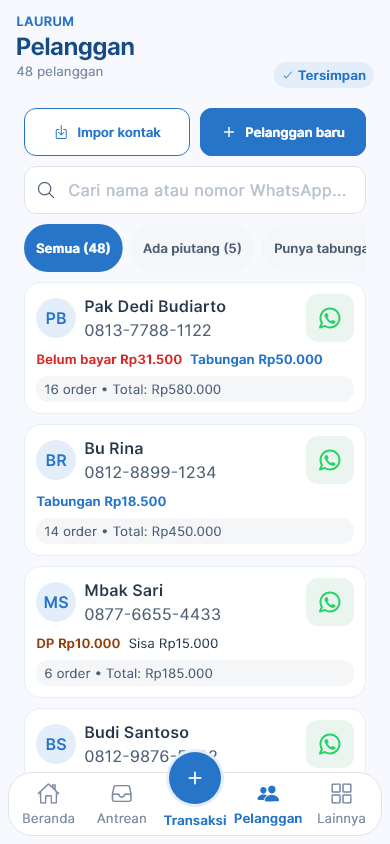 LAURUM
Pelanggan
48 pelanggan
Tersimpan
Impor kontak
Pelanggan baru
Cari nama atau nomor WhatsApp...
Semua (48)
Ada piutang (5)
Punya tabunga
PB
Pak Dedi Budiarto
0813-7788-1122
Belum bayar Rp31.500 Tabungan Rp50.000
16 order • Total: Rp580.000
BR
Bu Rina
0812-8899-1234
Tabungan Rp18.500
14 order • Total: Rp450.000
MS
Mbak Sari
0877-6655-4433
DP Rp10.000 Sisa Rp15.000
6 order • Total: Rp185.000
BS
Budi Santoso
0812-9876-
Beranda
Antrean
Transaksi
Pelanggan
Lainnya